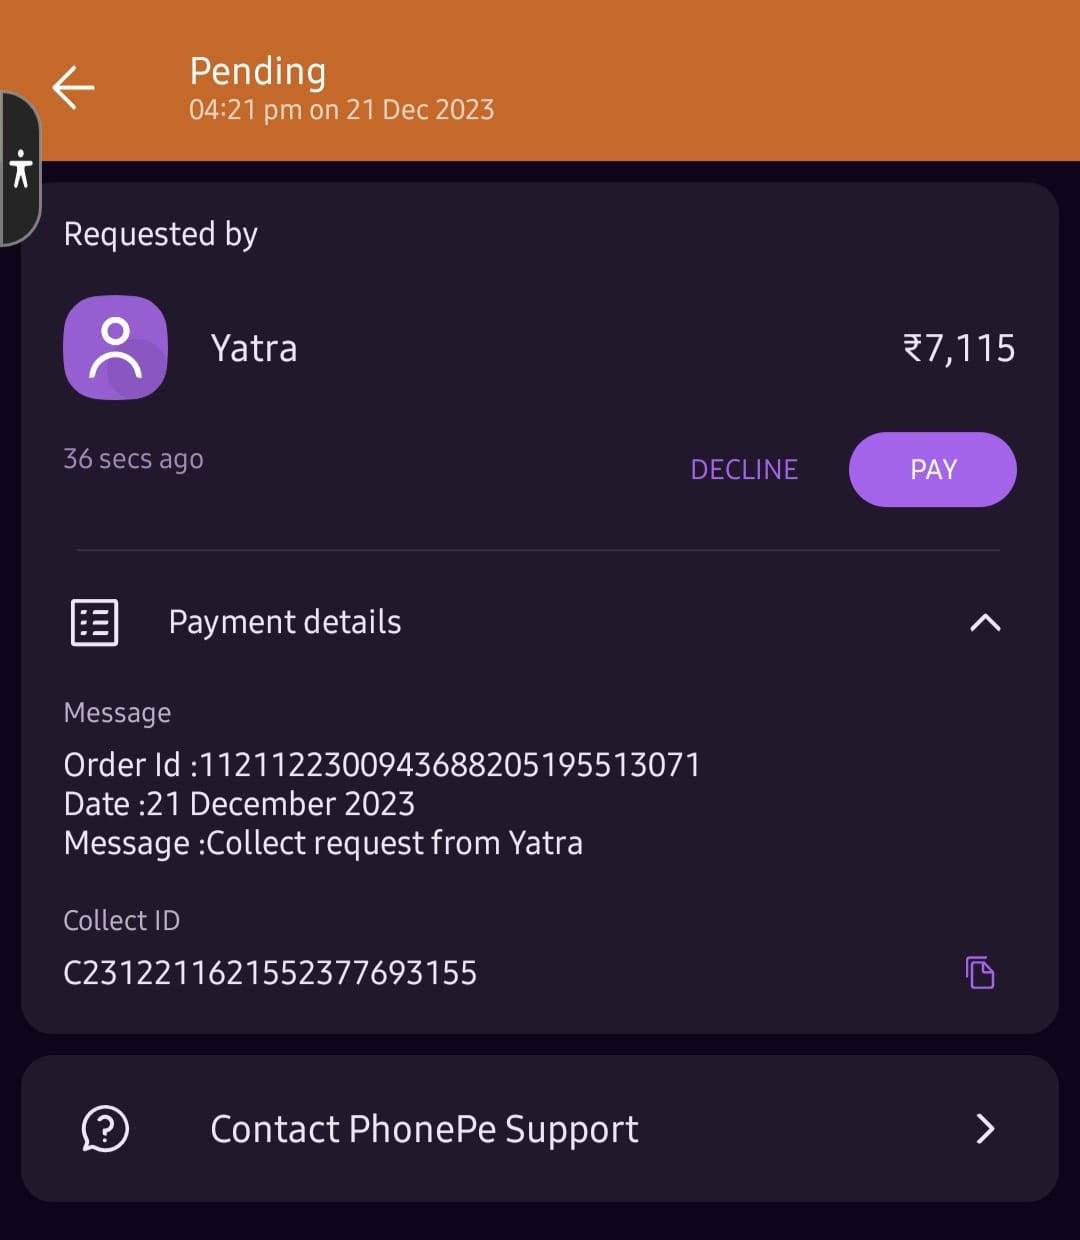 Pending
04:21 pm on 21 Dec 2023
Requested by
Yatra
₹7,115
36 secs ago
DECLINE
PAY
Payment details
Message
Order Id :11211223009436882051955​13071
Date :21 December 2023
Message :Collect request from Yatra
Collect ID
C2312211621552377693155
Contact PhonePe Support